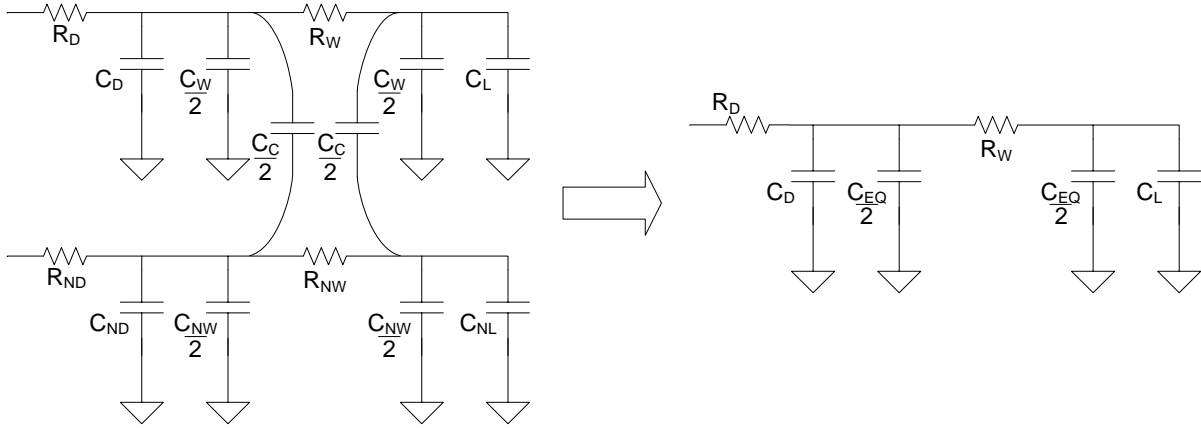 R_D
R_W
C_D
C_W
2
C_W
2
C_L
C_C
2
C_C
2
R_ND
R_NW
C_ND
C_NW
2
C_NW
2
C_NL
R_D
R_W
C_D
C_EQ
2
C_EQ
2
C_L